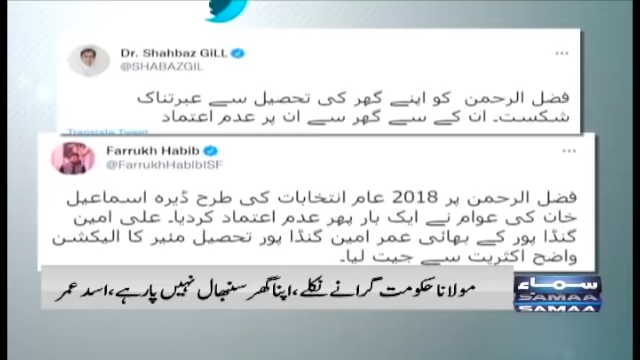 Dr. Shahbaz GiLL
@SHABAZGIL
فضل الرحمن کو اپنے گھر کی تحصیل سے عبرتناک
شکست۔ ان کے سے گھر سے ان پر عدم اعتماد
Translate Tweet
Farrukh Habib
@FarrukhHabibISF
فضل الرحمن پر 2018 عام انتخابات کی طرح ڈیرہ اسماعیل
خان کی عوام نے ایک بار پھر عدم اعتماد کردیا۔ علی امین
گنڈا پور کے بھائی عمر امین گنڈا پور تحصیل مئیر کا الیکشن
واضح اکثریت سے جیت لیا۔
مولانا حکومت گرانے نکلے، اپنا گھر سنبھال نہیں پارہے، اسد عمر
سماء
SAMAA
SAMAA